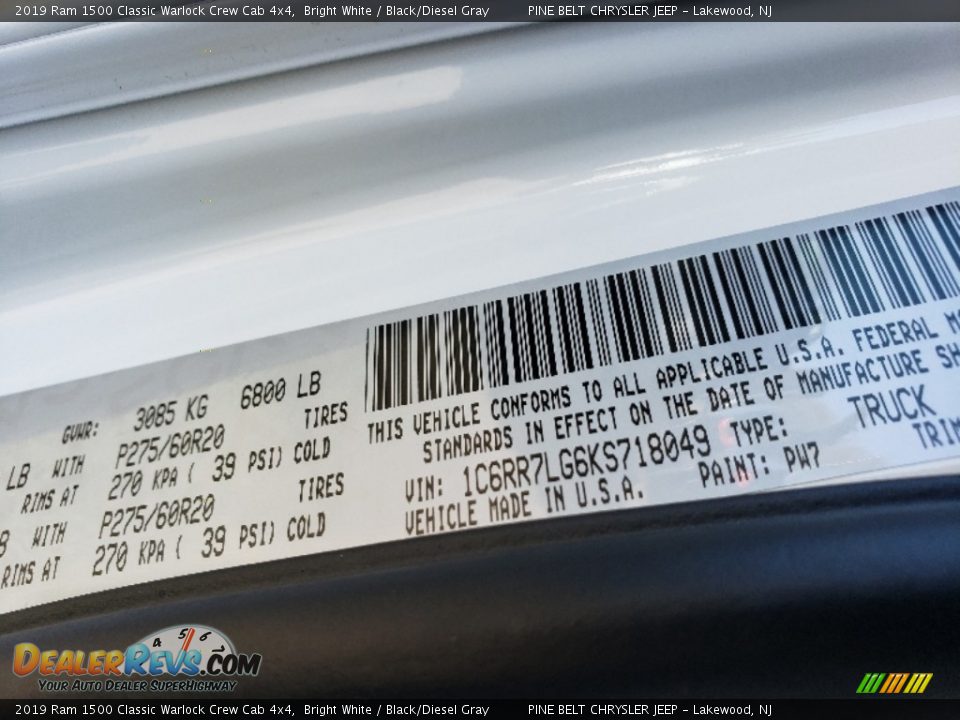 2019 Ram 1500 Classic Warlock Crew Cab 4x4, Bright White / Black/Diesel Gray PINE BELT CHRYSLER JEEP - Lakewood, NJ
GVWR: 3085 KG 6800 LB
LB WITH P275/60R20 TIRES
RIMS AT 270 KPA ( 39 PSI) COLD
WITH P275/60R20 TIRES
RIMS AT 270 KPA ( 39 PSI) COLD
THIS VEHICLE CONFORMS TO ALL APPLICABLE U.S.A. FEDERAL
STANDARDS IN EFFECT ON THE DATE OF MANUFACTURE
VIN: 1C6RR7LG6KS718049 TYPE: TRUCK
VEHICLE MADE IN U.S.A. PAINT: PW7 TRIM
4 5 6
DEALERREVS.COM
YOUR AUTO DEALER SUPERHIGHWAY
2019 Ram 1500 Classic Warlock Crew Cab 4x4, Bright White / Black/Diesel Gray PINE BELT CHRYSLER JEEP - Lakewood, NJ